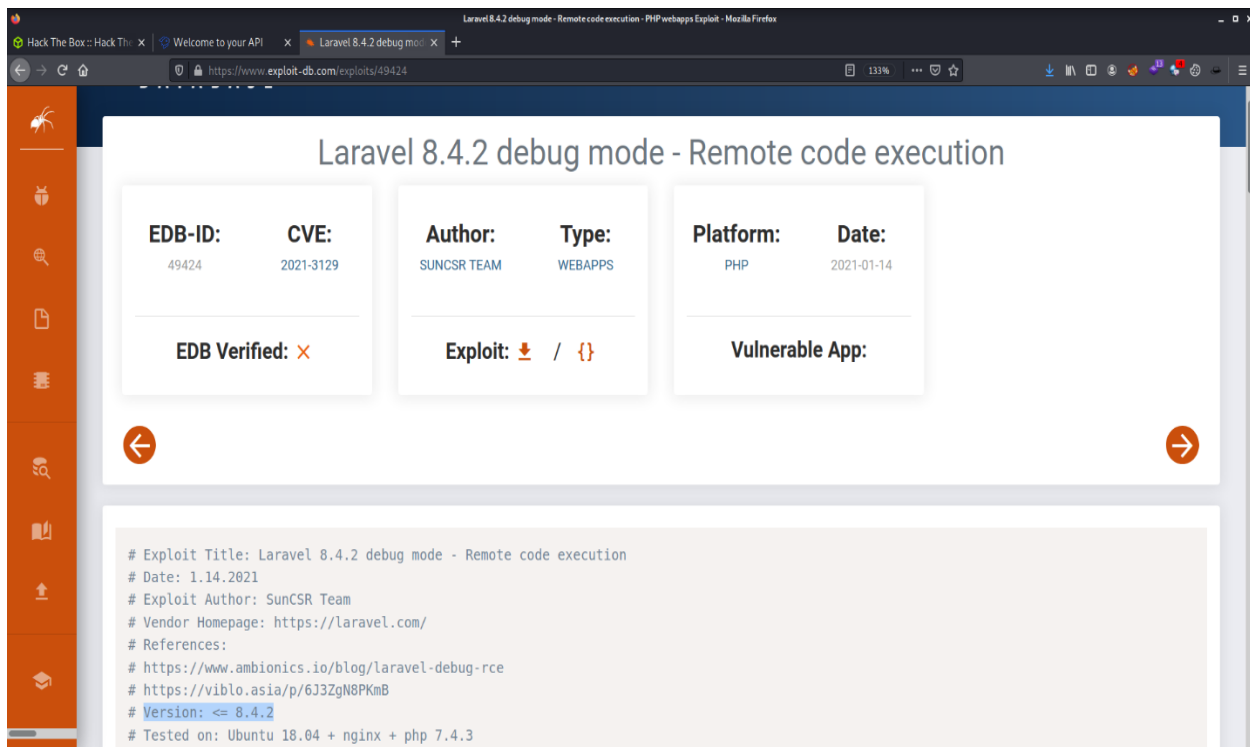 Laravel 8.4.2 debug mode - Remote code execution - PHP webapps Exploit - Mozilla Firefox
Hack The Box :: Hack The
Welcome to your API
Laravel 8.4.2 debug mod
https://www.exploit-db.com/exploits/49424
133%
Laravel 8.4.2 debug mode - Remote code execution
EDB-ID:
49424
CVE:
2021-3129
EDB Verified:
Author:
SUNCSR TEAM
Type:
WEBAPPS
Exploit: / {}
Platform:
PHP
Date:
2021-01-14
Vulnerable App:
# Exploit Title: Laravel 8.4.2 debug mode - Remote code execution
# Date: 1.14.2021
# Exploit Author: SunCSR Team
# Vendor Homepage: https://laravel.com/
# References:
# https://www.ambionics.io/blog/laravel-debug-rce
# https://viblo.asia/p/6J3ZgN8PKmB
# Version: <= 8.4.2
# Tested on: Ubuntu 18.04 + nginx + php 7.4.3